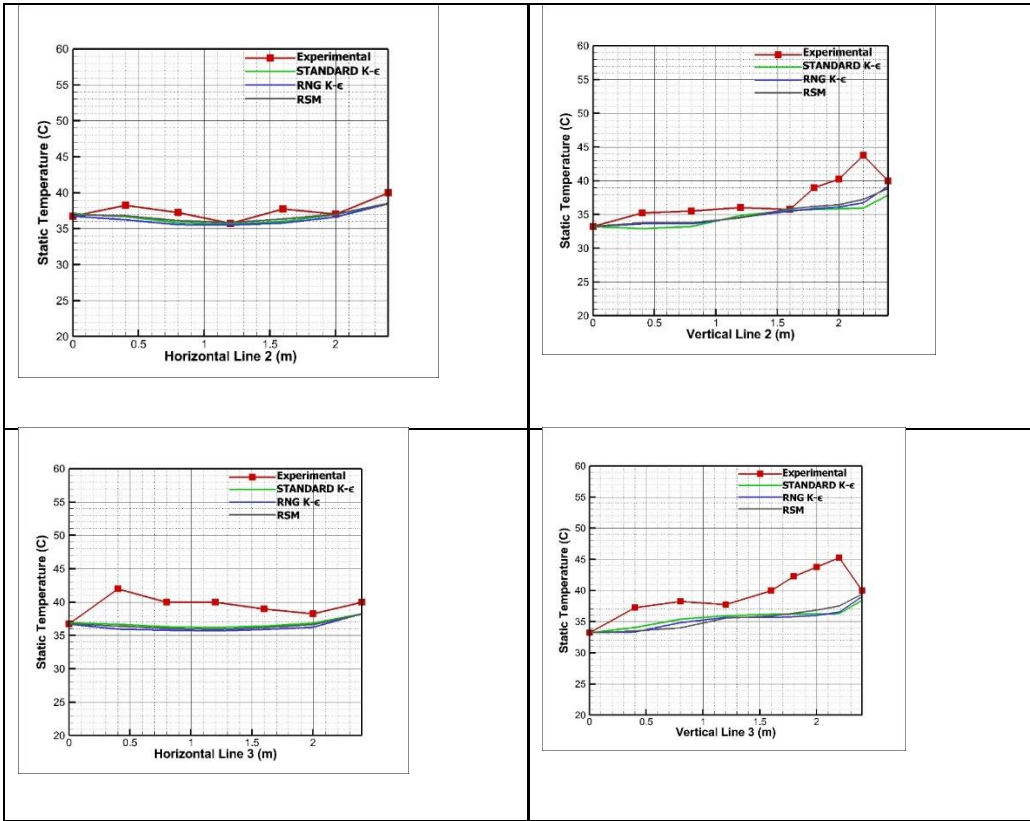 60
55
50
45
40
35
30
25
20
Static Temperature (C)
Experimental
STANDARD K-ϵ
RNG K-ϵ
RSM
0 0.5 1 1.5 2
Horizontal Line 2 (m)
60
55
50
45
40
35
30
25
20
Static Temperature (C)
Experimental
STANDARD K-ϵ
RNG K-ϵ
RSM
0 0.5 1 1.5 2
Vertical Line 2 (m)
60
55
50
45
40
35
30
25
20
Static Temperature (C)
Experimental
STANDARD K-ϵ
RNG K-ϵ
RSM
0 0.5 1 1.5 2
Horizontal Line 3 (m)
60
55
50
45
40
35
30
25
20
Static Temperature (C)
Experimental
STANDARD K-ϵ
RNG K-ϵ
RSM
0 0.5 1 1.5 2
Vertical Line 3 (m)